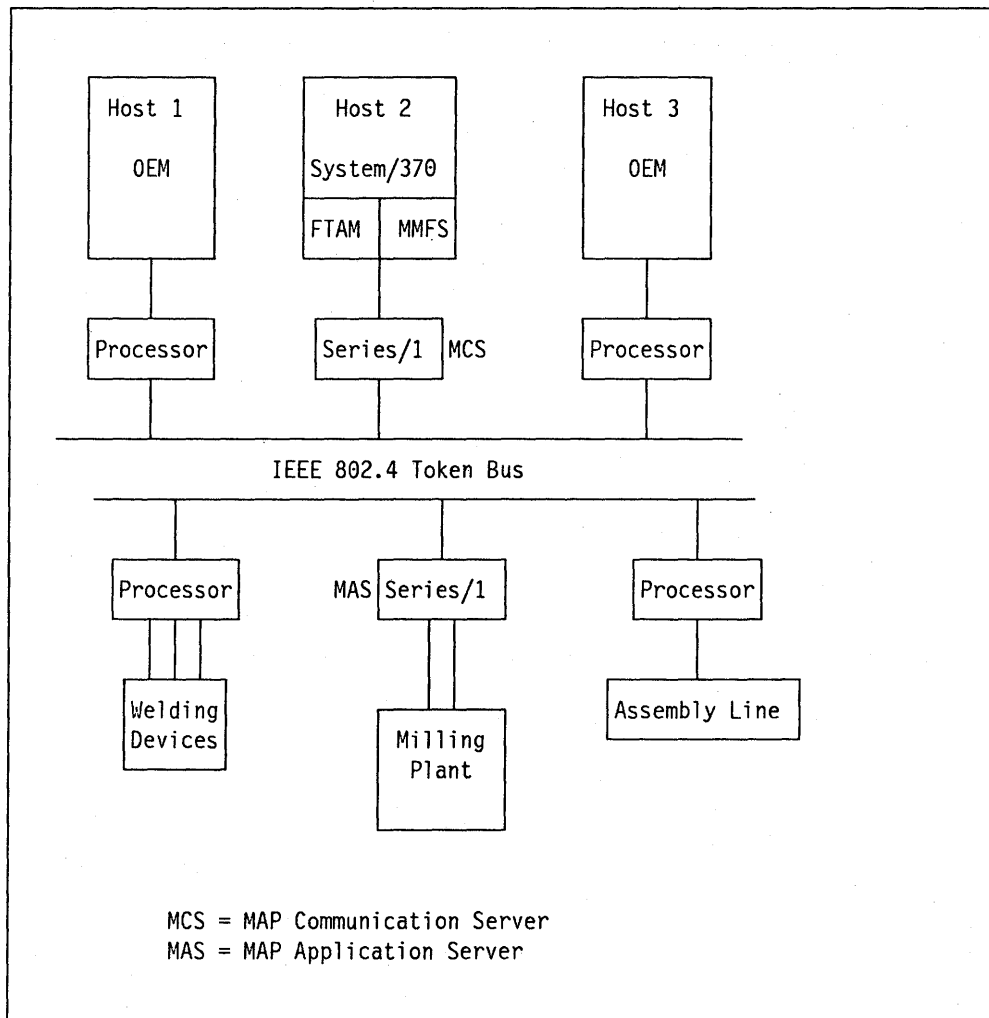 Host 1
OEM
Host 2
System/370
FTAM MMFS
Host 3
OEM
Processor
Series/1 MCS
Processor
IEEE 802.4 Token Bus
Processor
MAS Series/1
Processor
Welding
Devices
Milling
Plant
Assembly Line
MCS = MAP Communication Server
MAS = MAP Application Server